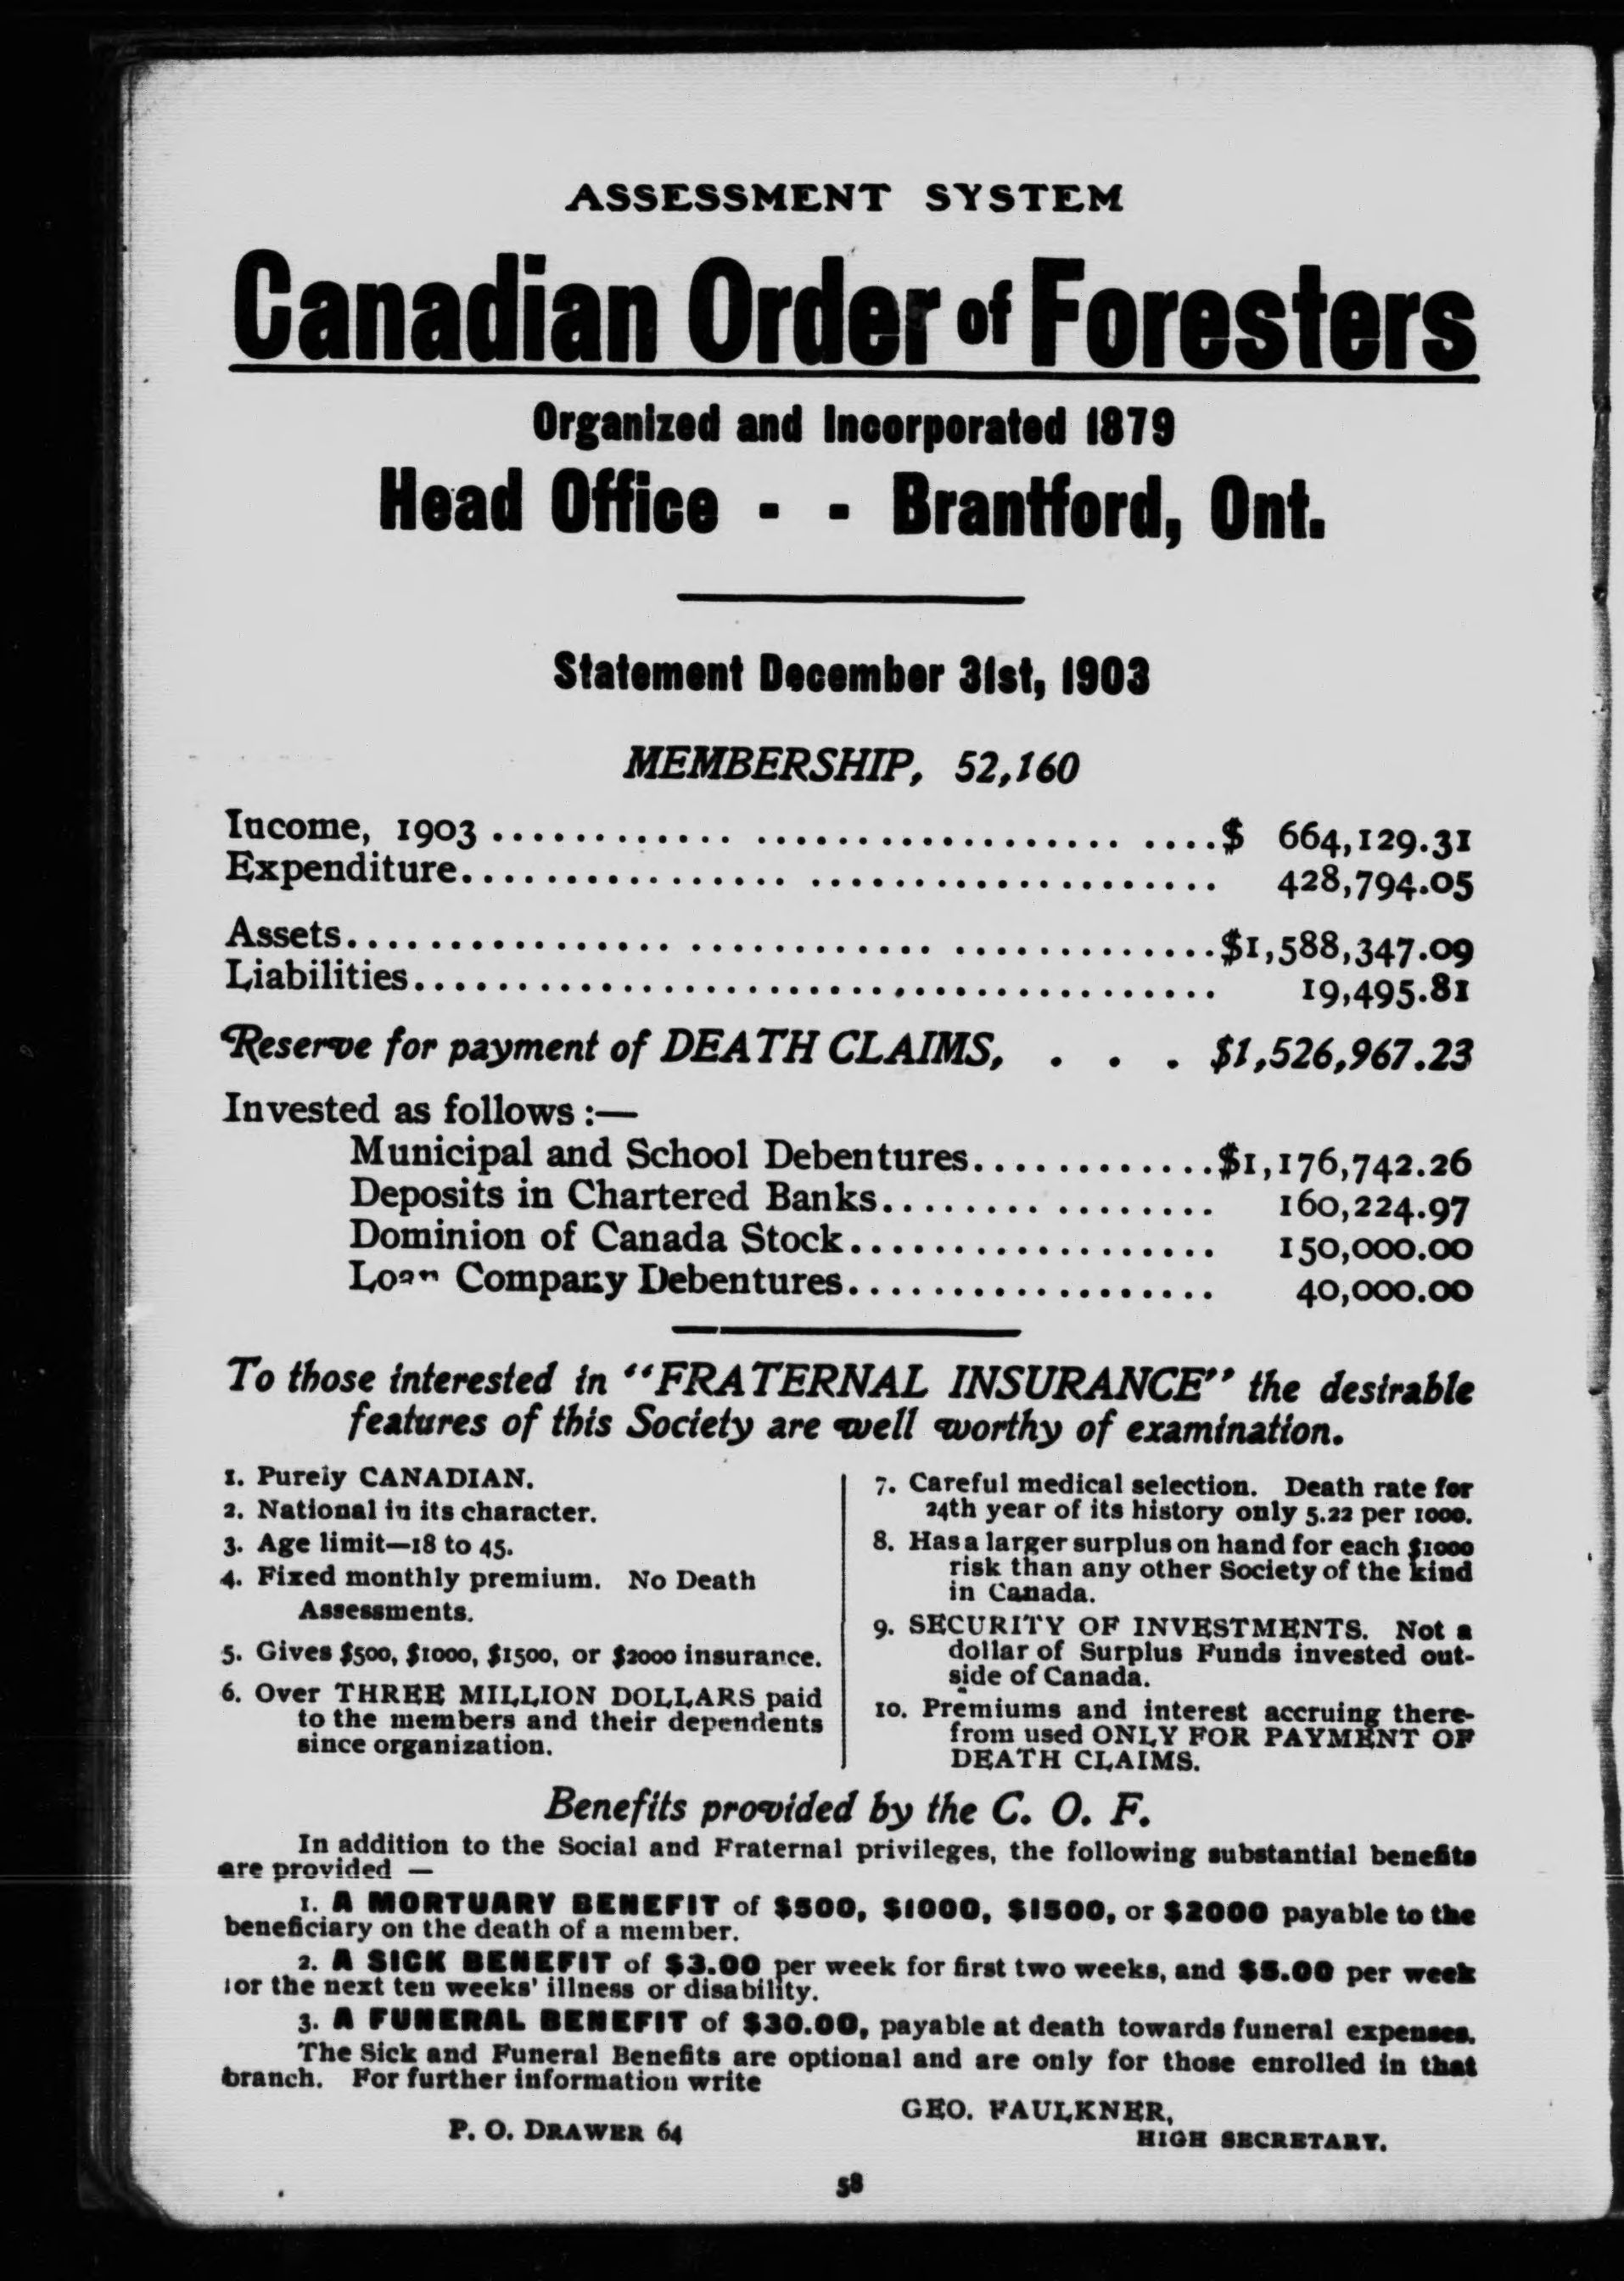 ASSESSMENT SYSTEM
Canadian Order of Foresters
Organized and Incorporated 1879
Head Office - - Brantford, Ont.
Statement December 31st, 1903
MEMBERSHIP, 52,160
Income, 1903 ............ .................. ....$ 664,129.31
Expenditure................. ................... 428,794.05
Assets................ ............ .............$1,588,347.09
Liabilities....................................... 19,495.81
Reserve for payment of DEATH CLAIMS, . . . $1,526,967.23
Invested as follows :—
Municipal and School Debentures............$1,176,742.26
Deposits in Chartered Banks........ ........ 160,224.97
Dominion of Canada Stock.................. 150,000.00
Loan Company Debentures.................. 40,000.00
To those interested in "FRATERNAL INSURANCE" the desirable
features of this Society are well worthy of examination.
1. Purely CANADIAN.
2. National in its character.
3. Age limit—18 to 45.
4. Fixed monthly premium. No Death
Assessments.
5. Gives $500, $1000, $1500, or $2000 insurance.
6. Over THREE MILLION DOLLARS paid
to the members and their dependents
since organization.
7. Careful medical selection. Death rate for
24th year of its history only 5.22 per 1000.
8. Has a larger surplus on hand for each $1000
risk than any other Society of the kind
in Canada.
9. SECURITY OF INVESTMENTS. Not a
dollar of Surplus Funds invested out-
side of Canada.
10. Premiums and interest accruing there-
from used ONLY FOR PAYMENT OF
DEATH CLAIMS.
Benefits provided by the C. O. F.
In addition to the Social and Fraternal privileges, the following substantial benefits
are provided —
1. A MORTUARY BENEFIT of $500, $1000, $1500, or $2000 payable to the
beneficiary on the death of a member.
2. A SICK BENEFIT of $3.00 per week for first two weeks, and $5.00 per week
for the next ten weeks' illness or disability.
3. A FUNERAL BENEFIT of $30.00, payable at death towards funeral expenses.
The Sick and Funeral Benefits are optional and are only for those enrolled in that
branch. For further information write
GEO. FAULKNER,
P. O. DRAWER 64
HIGH SECRETARY.
58